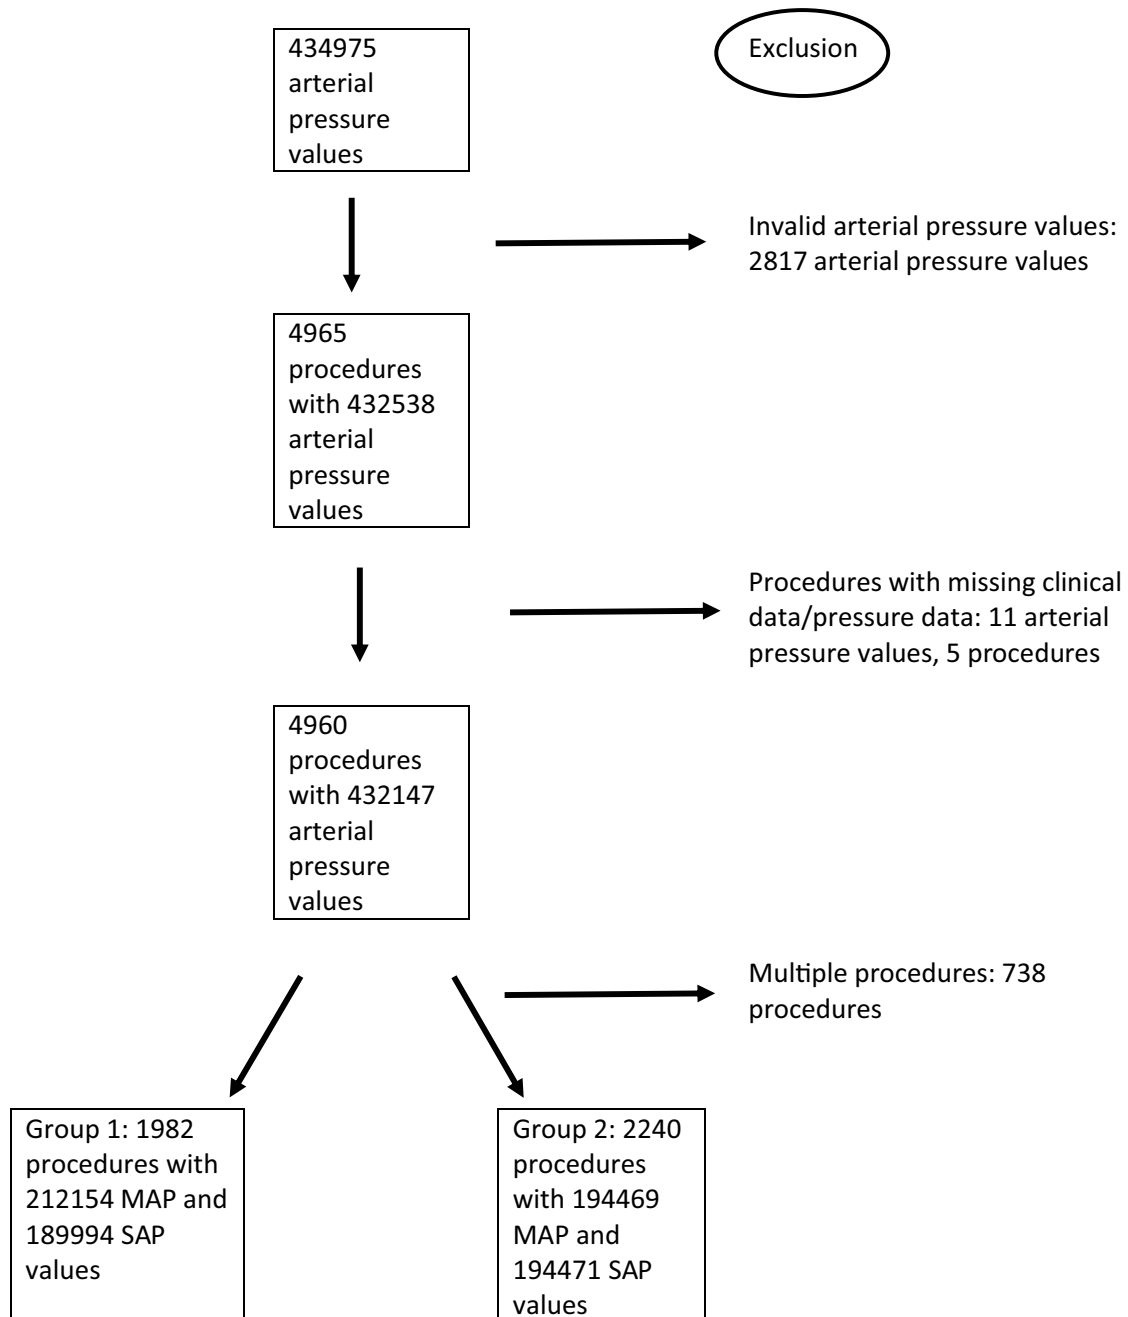 434975
arterial
pressure
values
Exclusion
Invalid arterial pressure values:
2817 arterial pressure values
4965
procedures
with 432538
arterial
pressure
values
Procedures with missing clinical
data/pressure data: 11 arterial
pressure values, 5 procedures
4960
procedures
with 432147
arterial
pressure
values
Multiple procedures: 738
procedures
Group 1: 1982
procedures with
212154 MAP and
189994 SAP
values
Group 2: 2240
procedures
with 194469
MAP and
194471 SAP
values